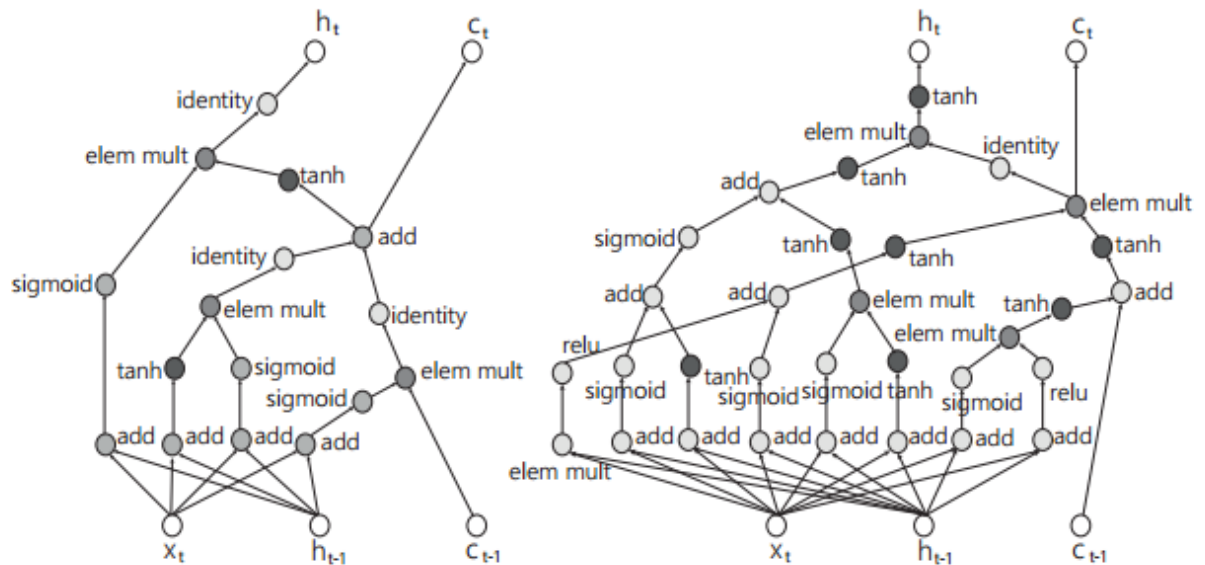 h_t c_t
identity
elem mult
tanh
add
identity
sigmoid
elem mult
identity
tanh
sigmoid
elem mult
sigmoid
add
add
add
add
x_t h_t-1 c_t-1
h_t c_t
tanh
elem mult
identity
tanh
add
elem mult
sigmoid
tanh
tanh
tanh
add
add
elem mult
tanh
add
elem mult
relu
sigmoid
tanh
sigmoid
sigmoid
tanh
sigmoid
relu
elem mult
add
add
add
add
add
add
add
x_t h_t-1 c_t-1